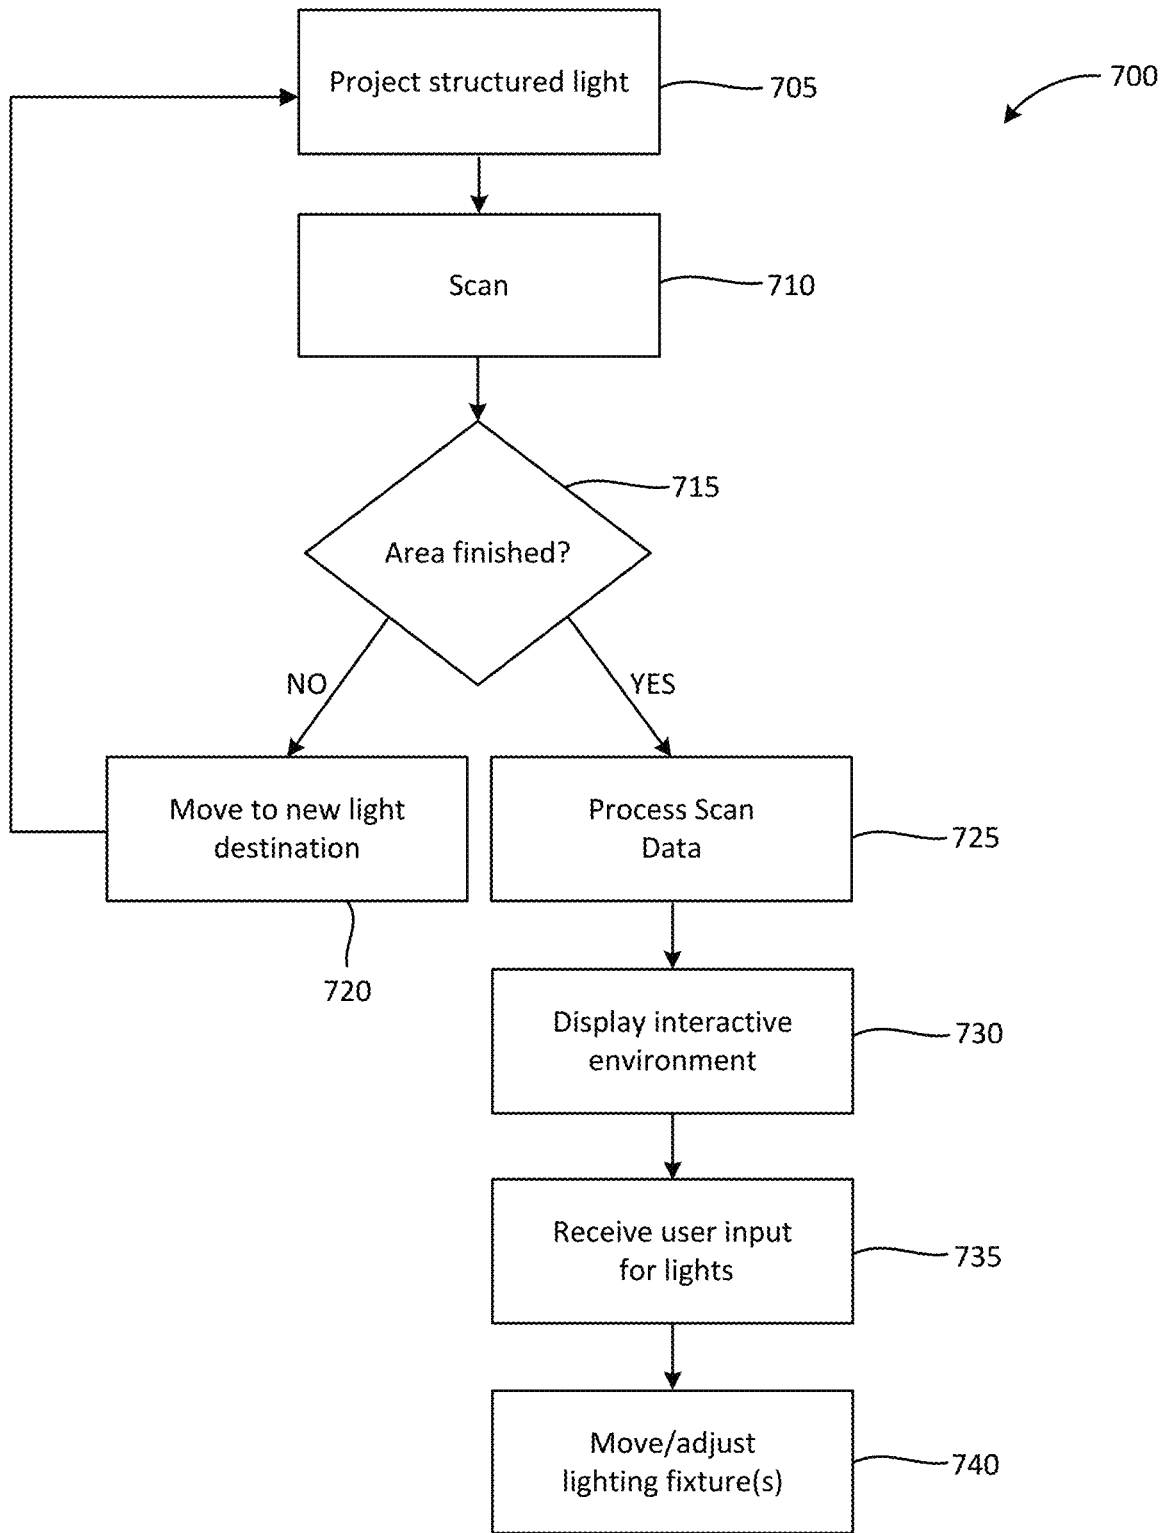 Project structured light
705
700
Scan
710
715
Area finished?
NO
YES
Move to new light
destination
720
Process Scan
Data
725
Display interactive
environment
730
Receive user input
for lights
735
Move/adjust
lighting fixture(s)
740